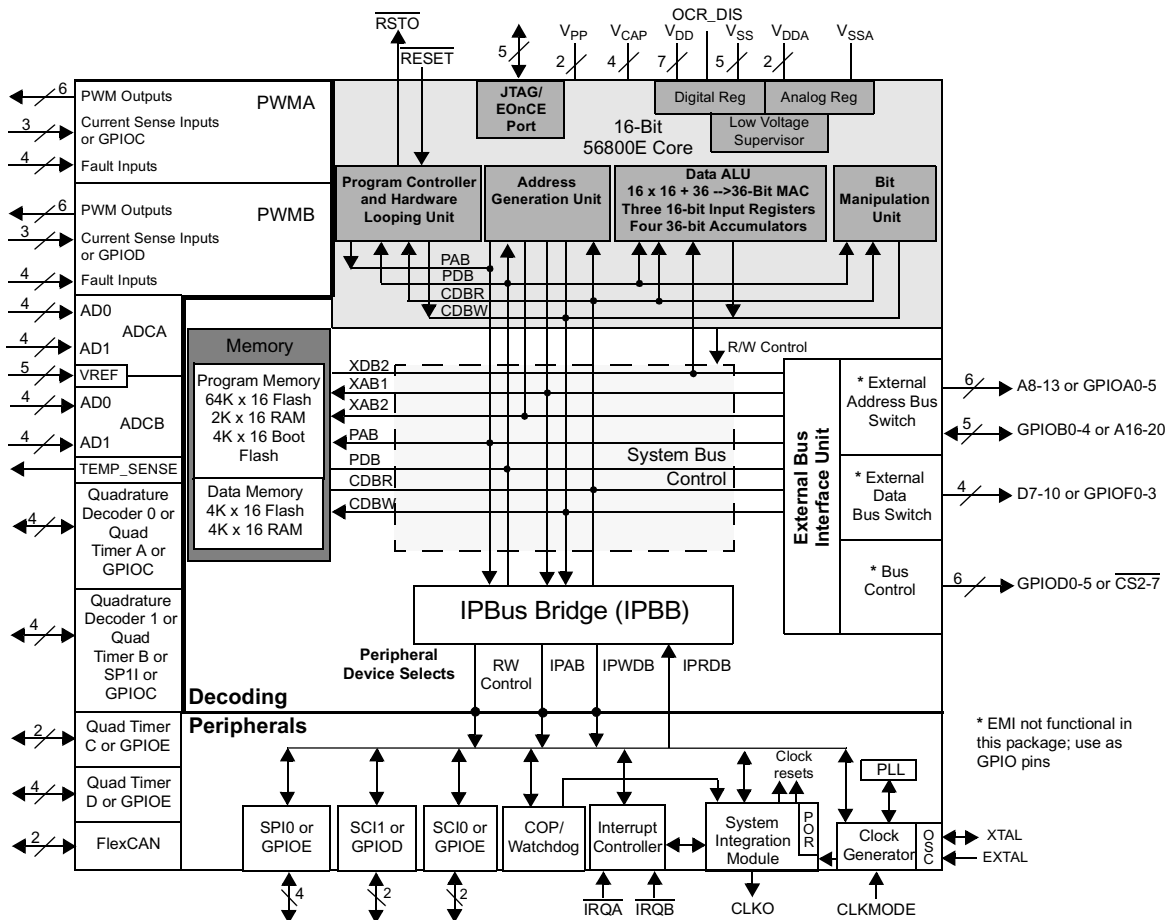 RSTO
RESET
5
VPP
2
VCAP
4
VDD
7
OCR_DIS
VSS
5
VDDA
2
VSSA
6
PWM Outputs
PWMA
3
Current Sense Inputs
or GPIOC
4
Fault Inputs
6
PWM Outputs
PWMB
3
Current Sense Inputs
or GPIOD
4
Fault Inputs
JTAG/
EOnCE
Port
Digital Reg
Analog Reg
Low Voltage
Supervisor
16-Bit
56800E Core
Program Controller
and Hardware
Looping Unit
Address
Generation Unit
Data ALU
16 x 16 + 36 -->36-Bit MAC
Three 16-bit Input Registers
Four 36-bit Accumulators
Bit
Manipulation
Unit
PAB
PDB
CDBR
CDBW
4
AD0
ADCA
4
AD1
5
VREF
4
AD0
ADCB
4
AD1
TEMP_SENSE
4
Quadrature
Decoder 0 or
Quad
Timer A or
GPIOC
4
Quadrature
Decoder 1 or
Quad
Timer B or
SP1I or
GPIOC
2
Quad Timer
C or GPIOE
4
Quad Timer
D or GPIOE
2
FlexCAN
Memory
Program Memory
64K x 16 Flash
2K x 16 RAM
4K x 16 Boot
Flash
Data Memory
4K x 16 Flash
4K x 16 RAM
R/W Control
XDB2
XAB1
XAB2
PAB
PDB
CDBR
CDBW
System Bus
Control
External Bus
Interface Unit
* External
Address Bus
Switch
* External
Data
Bus Switch
* Bus
Control
6
A8-13 or GPIOA0-5
5
GPIOB0-4 or A16-20
4
D7-10 or GPIOF0-3
6
GPIOD0-5 or CS2-7
IPBus Bridge (IPBB)
Peripheral
Device Selects
RW
Control
IPAB
IPWDB
IPRDB
Decoding
Peripherals
* EMI not functional in
this package; use as
GPIO pins
SPI0 or
GPIOE
4
SCI1 or
GPIOD
2
SCI0 or
GPIOE
2
COP/
Watchdog
Interrupt
Controller
IRQA
IRQB
Clock
resets
System
Integration
Module
POR
CLKO
PLL
Clock
Generator
OSC
XTAL
EXTAL
CLKMODE